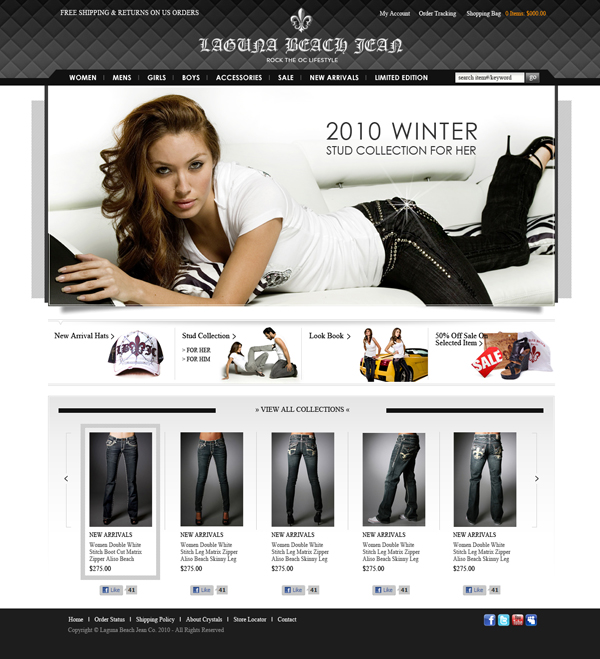 FREE SHIPPING & RETURNS ON US ORDERS
My Account Order Tracking Shopping Bag 0 Items $000.00
LAGUNA BEACH JEAN
ROCK THE OC LIFESTYLE
WOMEN | MENS | GIRLS | BOYS | ACCESSORIES | SALE | NEW ARRIVALS | LIMITED EDITION
search item#/keyword go
2010 WINTER
STUD COLLECTION FOR HER
New Arrival Hats >
Stud Collection >
> FOR HER
> FOR HIM
Look Book >
50% Off Sale On
Selected Item >
SALE
» VIEW ALL COLLECTIONS «
NEW ARRIVALS
Women Double White
Stitch Boot Cut Matrix
Zipper Aliso Beach
$275.00
Like 41
NEW ARRIVALS
Women Double White
Stitch Leg Matrix Zipper
Aliso Beach Skinny Leg
$275.00
Like 41
NEW ARRIVALS
Women Double White
Stitch Leg Matrix Zipper
Aliso Beach Skinny Leg
$275.00
Like 41
NEW ARRIVALS
Women Double White
Stitch Leg Matrix Zipper
Aliso Beach Skinny Leg
$275.00
Like 41
NEW ARRIVALS
Women Double White
Stitch Leg Matrix Zipper
Aliso Beach Skinny Leg
$275.00
Like 41
Home | Order Status | Shipping Policy | About Crystals | Store Locator | Contact
Copyright © Laguna Beach Jean Co. 2010 - All Rights Reserved